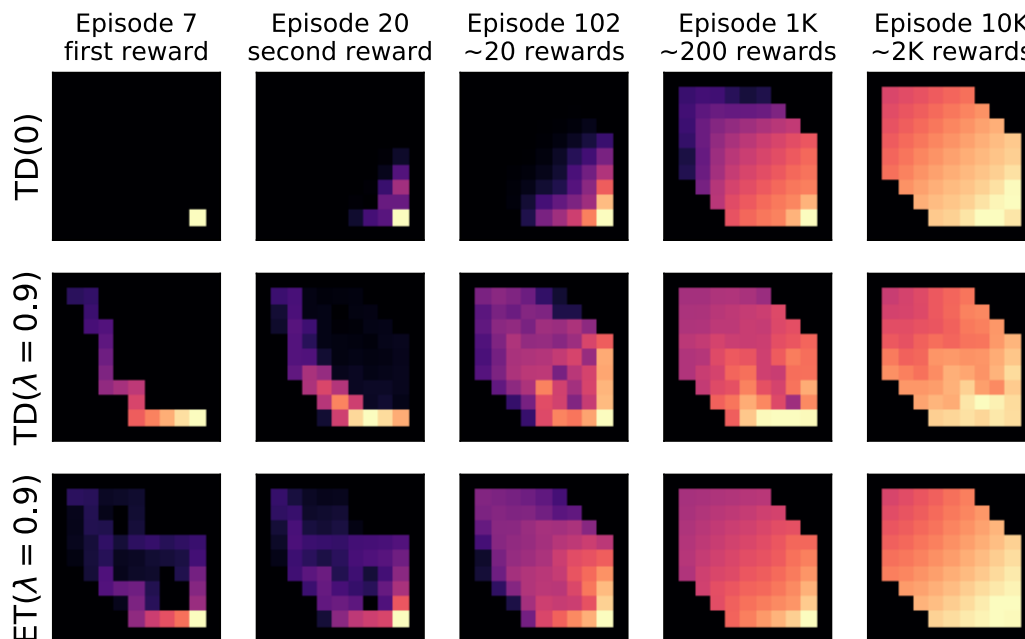 Episode 7
first reward
Episode 20
second reward
Episode 102
~20 rewards
Episode 1K
~200 rewards
Episode 10K
~2K rewards
TD(0)
TD(λ = 0.9)
ET(λ = 0.9)